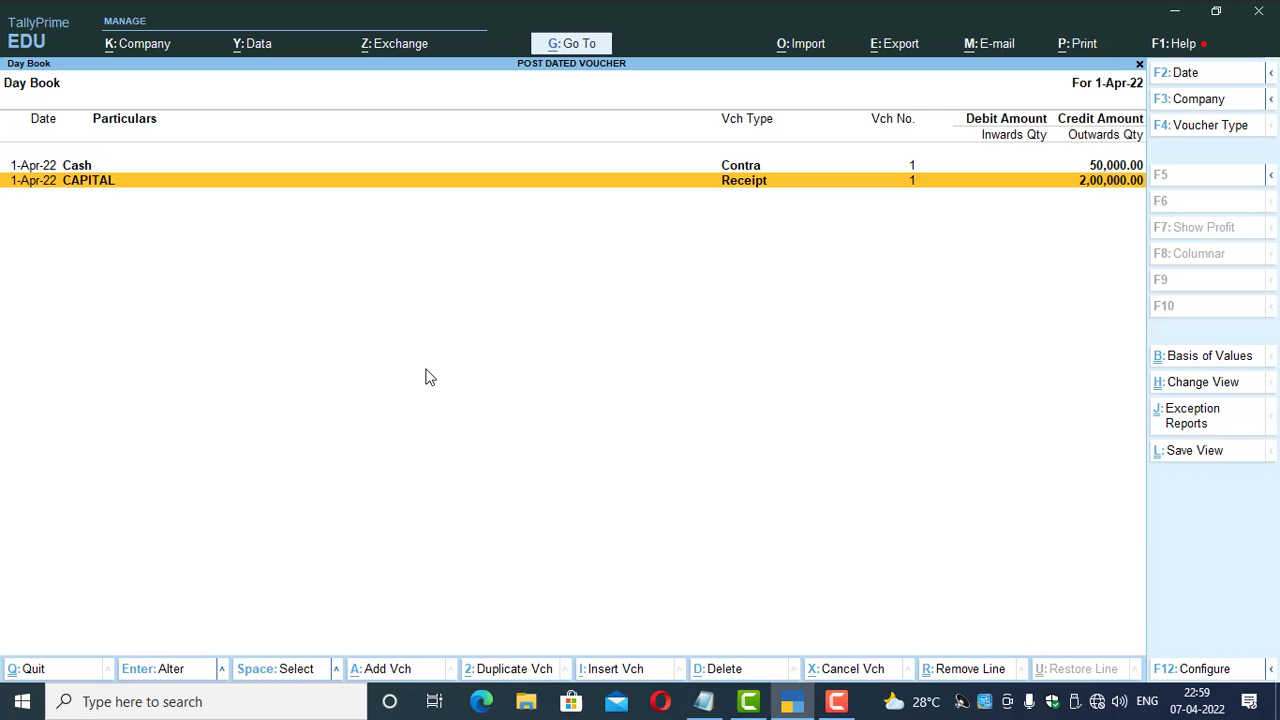 TallyPrime
EDU
MANAGE
K: Company Y: Data Z: Exchange G: Go To O: Import E: Export M: E-mail P: Print F1: Help
Day Book POST DATED VOUCHER ×
Day Book For 1-Apr-22
Date Particulars Vch Type Vch No. Debit Amount Credit Amount
Inwards Qty Outwards Qty
1-Apr-22 Cash Contra 1 50,000.00
1-Apr-22 CAPITAL Receipt 1 2,00,000.00
F2: Date
F3: Company
F4: Voucher Type
F5
F6
F7: Show Profit
F8: Columnar
F9
F10
B: Basis of Values
H: Change View
J: Exception
Reports
L: Save View
Q: Quit Enter: Alter Space: Select A: Add Vch 2: Duplicate Vch I: Insert Vch D: Delete X: Cancel Vch R: Remove Line U: Restore Line F12: Configure
Type here to search 28°C ENG 22:59
07-04-2022